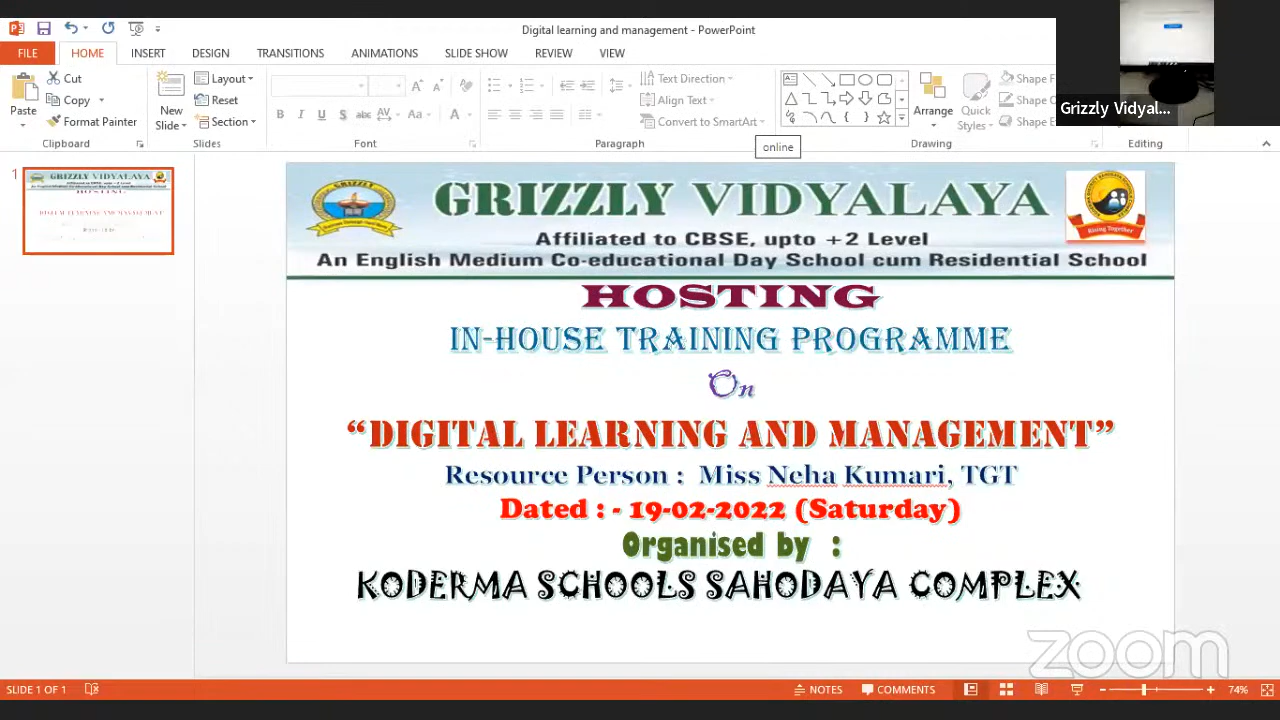 Digital learning and management - PowerPoint
FILE HOME INSERT DESIGN TRANSITIONS ANIMATIONS SLIDE SHOW REVIEW VIEW
Paste
Cut
Copy
Format Painter
Clipboard
New Slide
Layout
Reset
Section
Slides
Font
Text Direction
Align Text
Convert to SmartArt
Paragraph
Arrange
Quick Styles
Shape F
Shape O
Shape E
Drawing
Editing
Grizzly Vidyal...
online
1
GRIZZLY VIDYALAYA
Affiliated to CBSE, upto +2 Level
An English Medium Co-educational Day School cum Residential School
Rising Together
HOSTING
IN-HOUSE TRAINING PROGRAMME
On
“DIGITAL LEARNING AND MANAGEMENT”
Resource Person : Miss Neha Kumari, TGT
Dated : - 19-02-2022 (Saturday)
Organised by :
KODERMA SCHOOLS SAHODAYA COMPLEX
zoom
SLIDE 1 OF 1
NOTES COMMENTS 74%